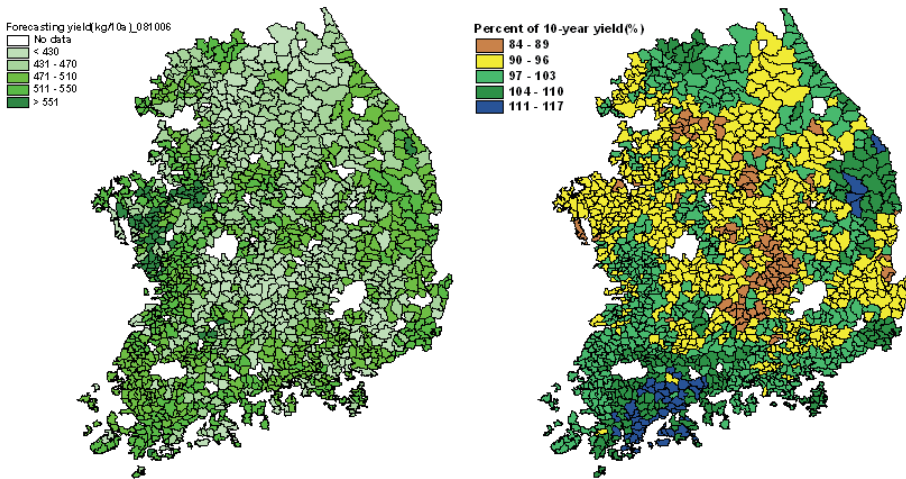 Forecasting yield(kg/10a)_081006
No data
< 430
431 - 470
471 - 510
511 - 550
> 551
Percent of 10-year yield(%)
84 - 89
90 - 96
97 - 103
104 - 110
111 - 117